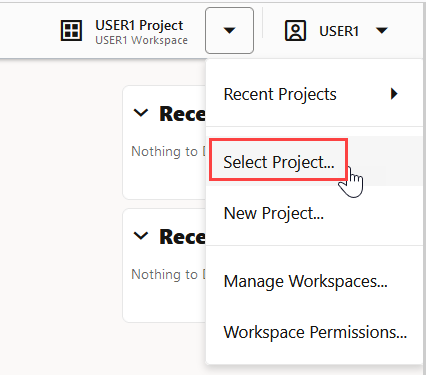 USER1 Project
USER1 Workspace
USER1
Recent Projects
Rece
Nothing to
Select Project...
New Project...
Rece
Nothing to
Manage Workspaces...
Workspace Permissions...